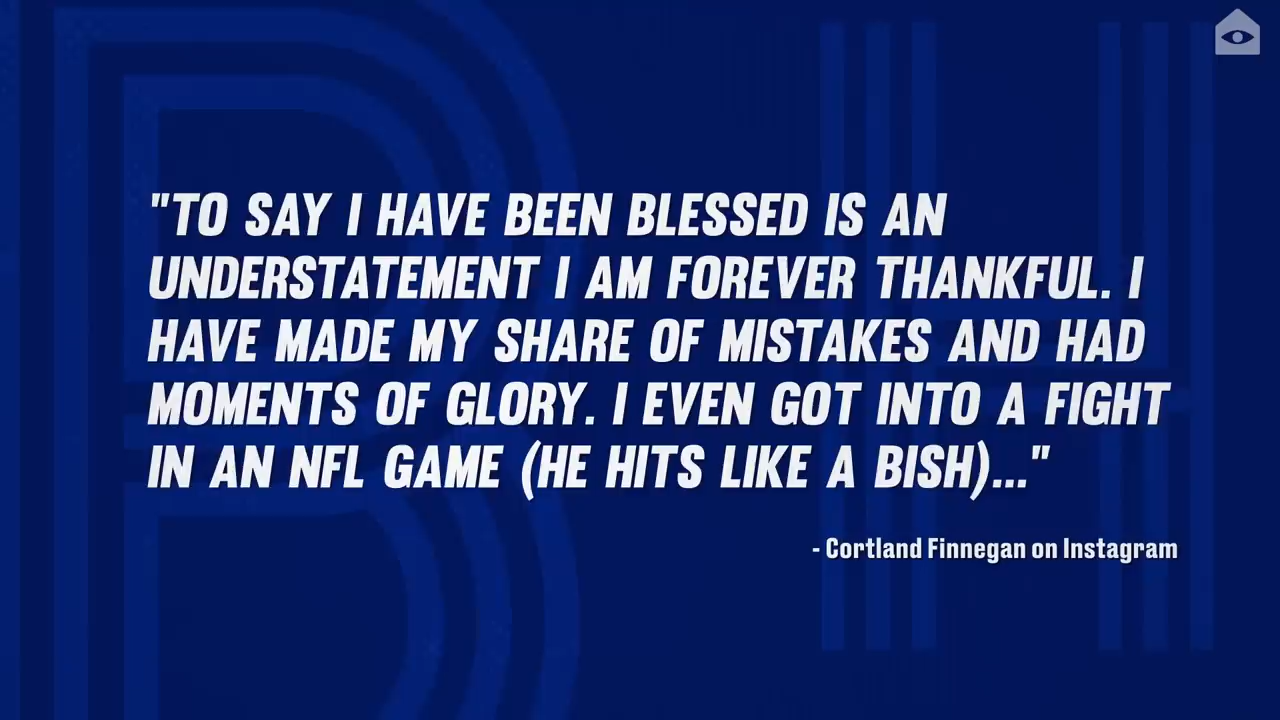 "TO SAY I HAVE BEEN BLESSED IS AN
UNDERSTATEMENT I AM FOREVER THANKFUL. I
HAVE MADE MY SHARE OF MISTAKES AND HAD
MOMENTS OF GLORY. I EVEN GOT INTO A FIGHT
IN AN NFL GAME (HE HITS LIKE A BISH)..."
- Cortland Finnegan on Instagram